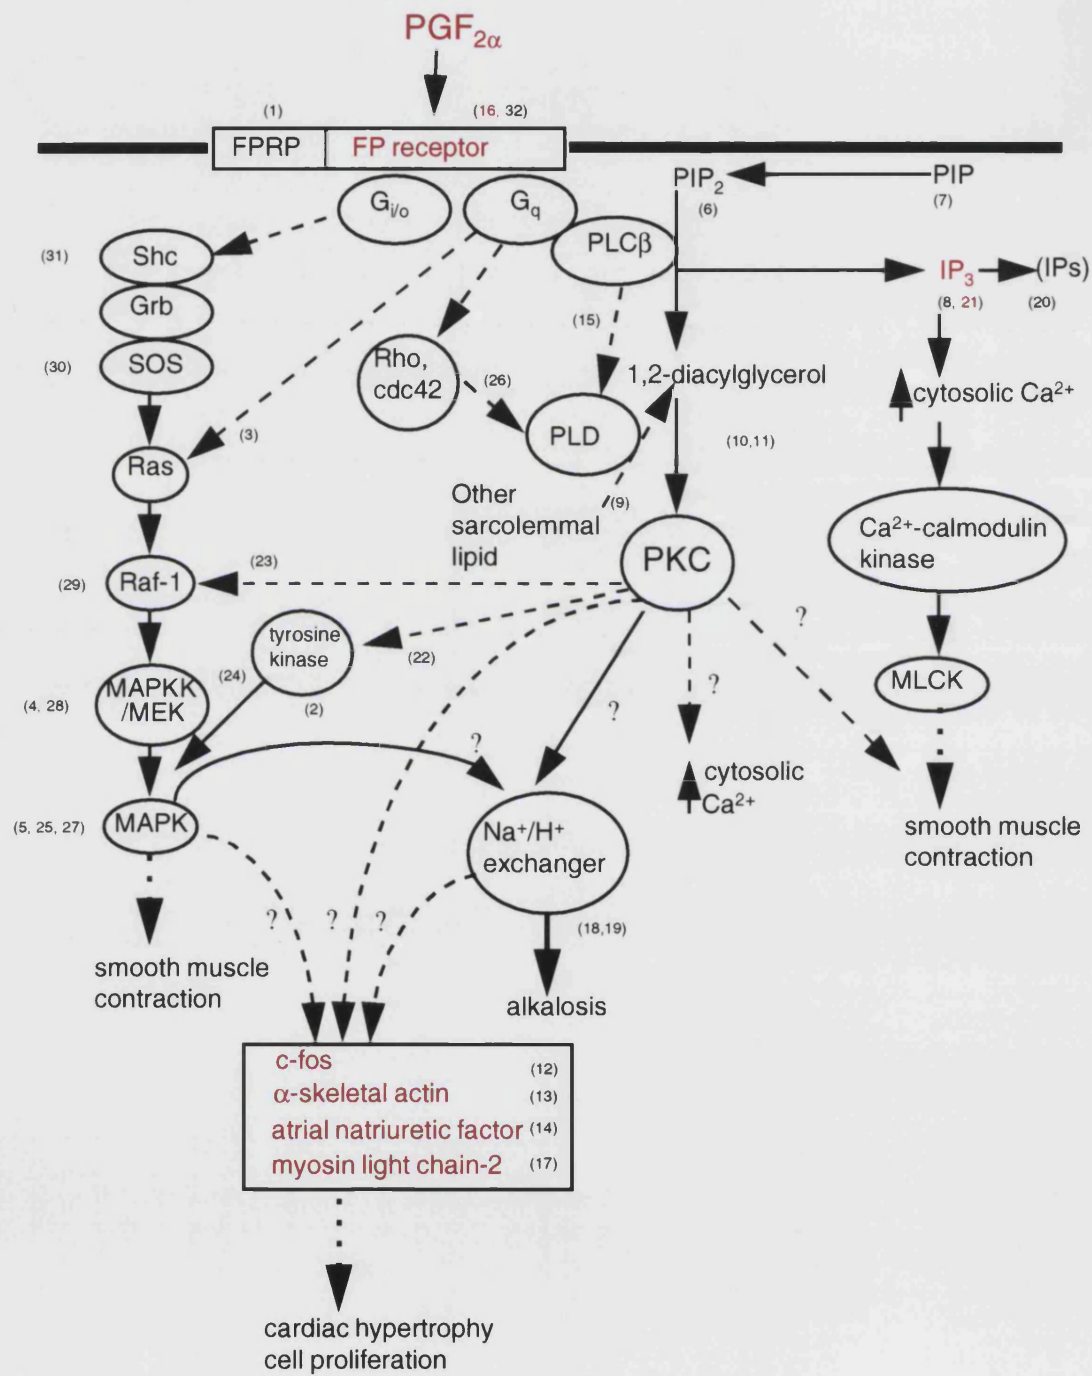 PGF2α
(1)
(16, 32)
FPRP
FP receptor
PIP2
(6)
PIP
(7)
Gi/o
Gq
PLCβ
(31)
Shc
Grb
(30)
SOS
IP3
(IPs)
(8, 21)
(20)
(15)
Rho,
cdc42
(26)
1,2-diacylglycerol
cytosolic Ca2+
PLD
(3)
(10,11)
Ras
Other
sarcolemmal
lipid
(9)
Ca2+-calmodulin
kinase
PKC
(29)
Raf-1
(23)
?
tyrosine
kinase
(22)
(24)
(2)
MLCK
(4, 28)
MAPKK
/MEK
?
?
?
cytosolic
Ca2+
(5, 25, 27)
MAPK
Na+/H+
exchanger
smooth muscle
contraction
?
?
?
(18,19)
smooth muscle
contraction
alkalosis
c-fos (12)
α-skeletal actin (13)
atrial natriuretic factor (14)
myosin light chain-2 (17)
cardiac hypertrophy
cell proliferation